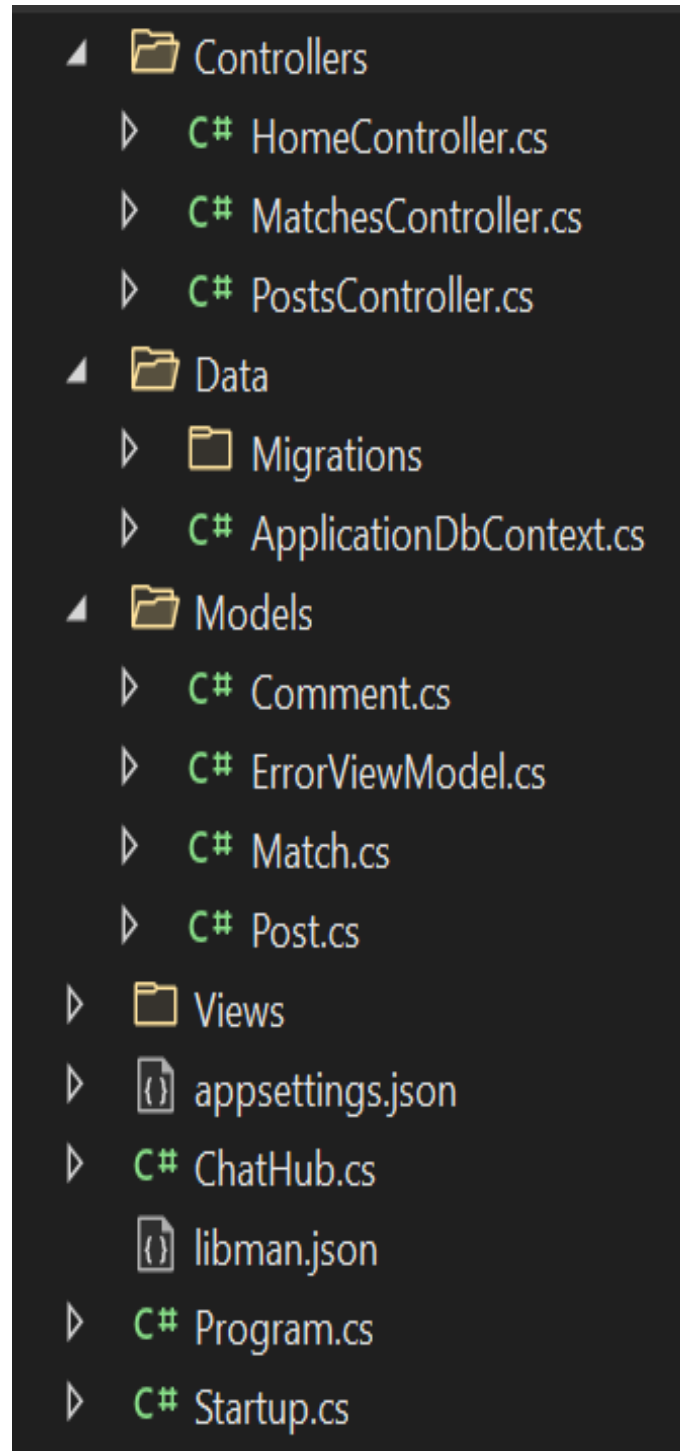 Controllers
C# HomeController.cs
C# MatchesController.cs
C# PostsController.cs
Data
Migrations
C# ApplicationDbContext.cs
Models
C# Comment.cs
C# ErrorViewModel.cs
C# Match.cs
C# Post.cs
Views
appsettings.json
C# ChatHub.cs
libman.json
C# Program.cs
C# Startup.cs